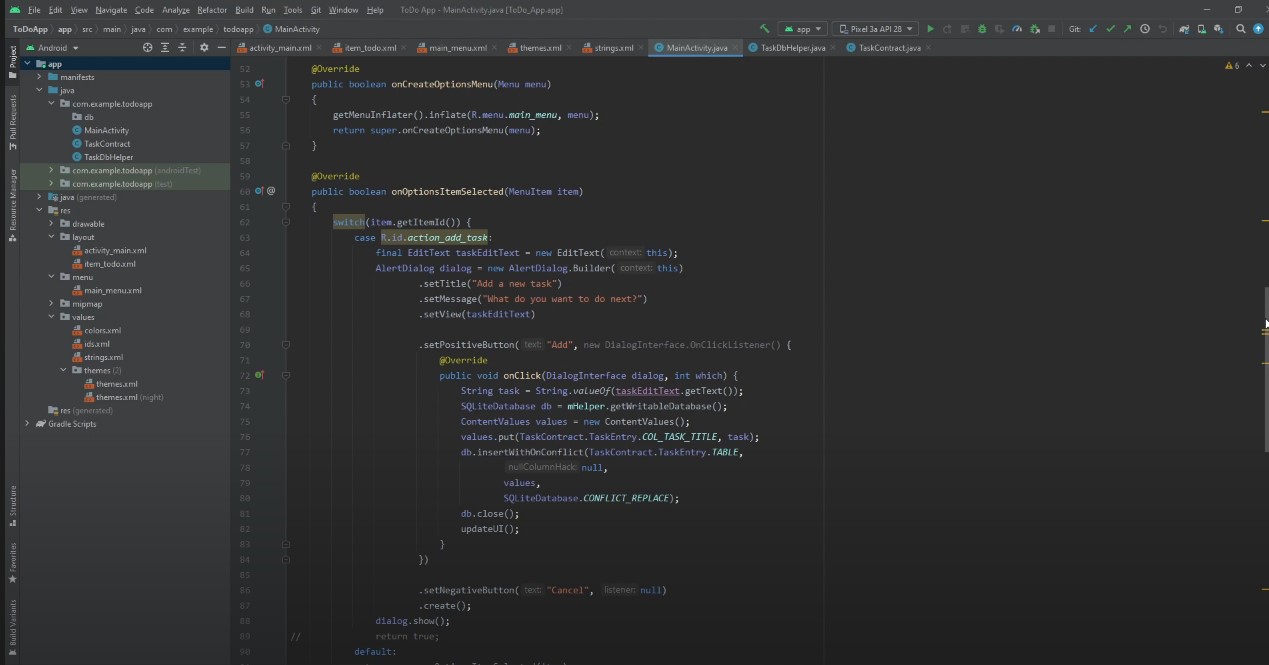 File Edit View Navigate Code Analyze Refactor Build Run Tools Git Window Help ToDo App - MainActivity.java [ToDo_App.app]
ToDoApp app src main java com example todoapp MainActivity app Pixel 3a API 28 Git:
Android activity_main.xml item_todo.xml main_menu.xml themes.xml strings.xml MainActivity.java TaskDbHelper.java TaskContract.java
Project
Pull Requests
Resource Manager
Structure
Favorites
Build Variants
app
manifests
java
com.example.todoapp
db
MainActivity
TaskContract
TaskDbHelper
com.example.todoapp (androidTest)
com.example.todoapp (test)
java (generated)
res
drawable
layout
activity_main.xml
item_todo.xml
menu
main_menu.xml
mipmap
values
colors.xml
ids.xml
strings.xml
themes (2)
themes.xml
themes.xml (night)
res (generated)
Gradle Scripts
6
52 @Override
53 public boolean onCreateOptionsMenu(Menu menu)
54 {
55 getMenuInflater().inflate(R.menu.main_menu, menu);
56 return super.onCreateOptionsMenu(menu);
57 }
58
59 @Override
60 @ public boolean onOptionsItemSelected(MenuItem item)
61 {
62 switch(item.getItemId()) {
63 case R.id.action_add_task:
64 final EditText taskEditText = new EditText( context: this);
65 AlertDialog dialog = new AlertDialog.Builder( context: this)
66 .setTitle("Add a new task")
67 .setMessage("What do you want to do next?")
68 .setView(taskEditText)
69
70 .setPositiveButton( text: "Add", new DialogInterface.OnClickListener() {
71 @Override
72 public void onClick(DialogInterface dialog, int which) {
73 String task = String.valueOf(taskEditText.getText());
74 SQLiteDatabase db = mHelper.getWritableDatabase();
75 ContentValues values = new ContentValues();
76 values.put(TaskContract.TaskEntry.COL_TASK_TITLE, task);
77 db.insertWithOnConflict(TaskContract.TaskEntry.TABLE,
78 nullColumnHack: null,
79 values,
80 SQLiteDatabase.CONFLICT_REPLACE);
81 db.close();
82 updateUI();
83 }
84 })
85
86 .setNegativeButton( text: "Cancel", listener: null)
87 .create();
88 dialog.show();
89 // return true;
90 default: